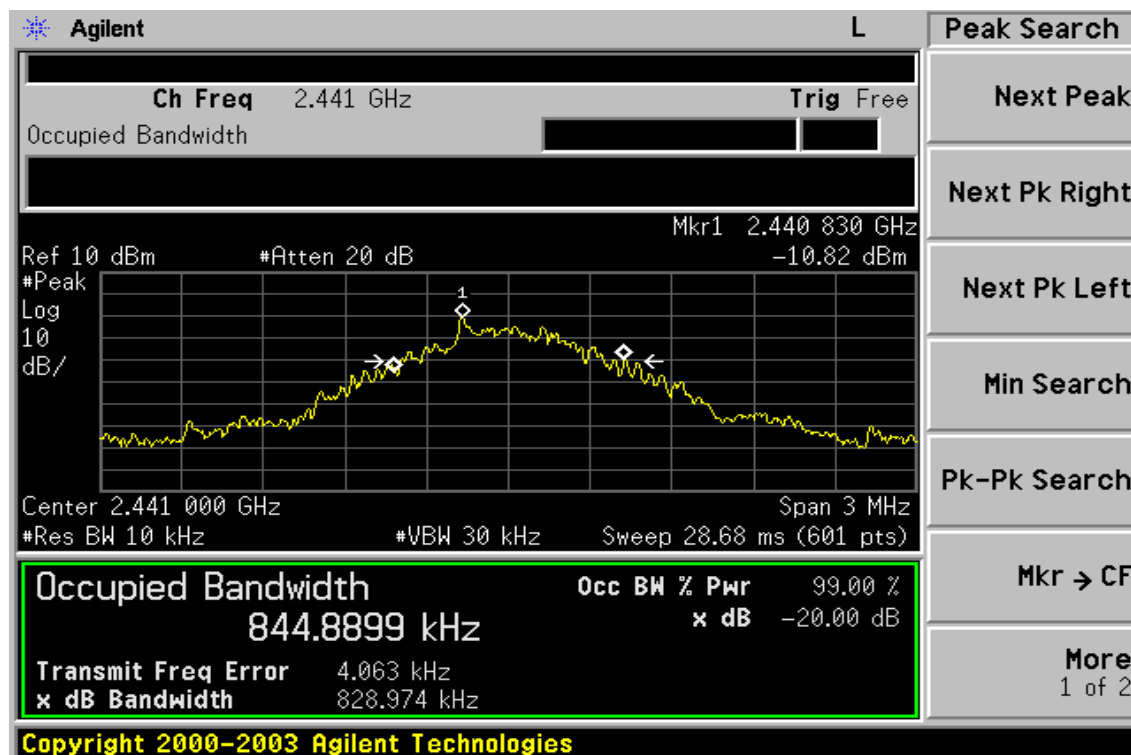 Agilent L Peak Search
Ch Freq 2.441 GHz Trig Free
Occupied Bandwidth
Mkr1 2.440 830 GHz
Ref 10 dBm #Atten 20 dB -10.82 dBm
#Peak
Log
10
dB/
1
Center 2.441 000 GHz Span 3 MHz
#Res BW 10 kHz #VBW 30 kHz Sweep 28.68 ms (601 pts)
Occupied Bandwidth
844.8899 kHz
Occ BW % Pwr 99.00 %
x dB -20.00 dB
Transmit Freq Error 4.063 kHz
x dB Bandwidth 828.974 kHz
Copyright 2000-2003 Agilent Technologies
Next Peak
Next Pk Right
Next Pk Left
Min Search
Pk-Pk Search
Mkr → CF
More
1 of 2